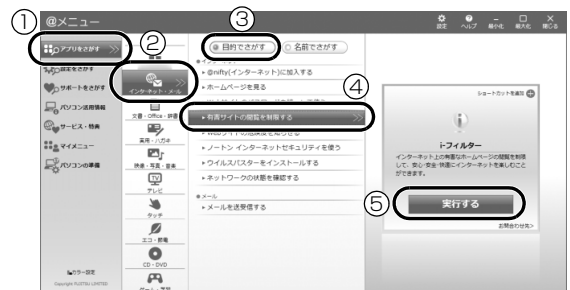 ①
②
③
④
⑤
@メニュー
設定
ヘルプ
最小化
最大化
閉じる
アプリをさがす
設定をさがす
サポートをさがす
パソコン活用情報
サービス・特典
マイメニュー
パソコンの準備
カラー設定
Copyright FUJITSU LIMITED
インターネット・メール
文書・Office・辞書
実用・ハガキ
映像・写真・音楽
テレビ
タッチ
エコ・節電
CD・DVD
目的でさがす
名前でさがす
@nifty(インターネット)に加入する
ホームページを見る
有害サイトの閲覧を制限する
ノートン インターネットセキュリティを使う
ウイルスバスターをインストールする
ネットワークの状態を確認する
メール
メールを送受信する
ショートカットを追加
i-フィルター
インターネット上の有害なホームページの閲覧を制限
して、安心・安全・快適にインターネットを楽しむこと
ができます。
実行する
お問合わせ先>